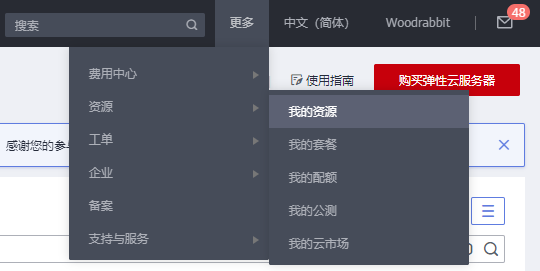 搜索
更多
中文（简体）
Woodrabbit
48
费用中心
资源
工单
企业
备案
支持与服务
使用指南
购买弹性云服务器
我的资源
我的套餐
我的配额
我的公测
我的云市场
感谢您的参